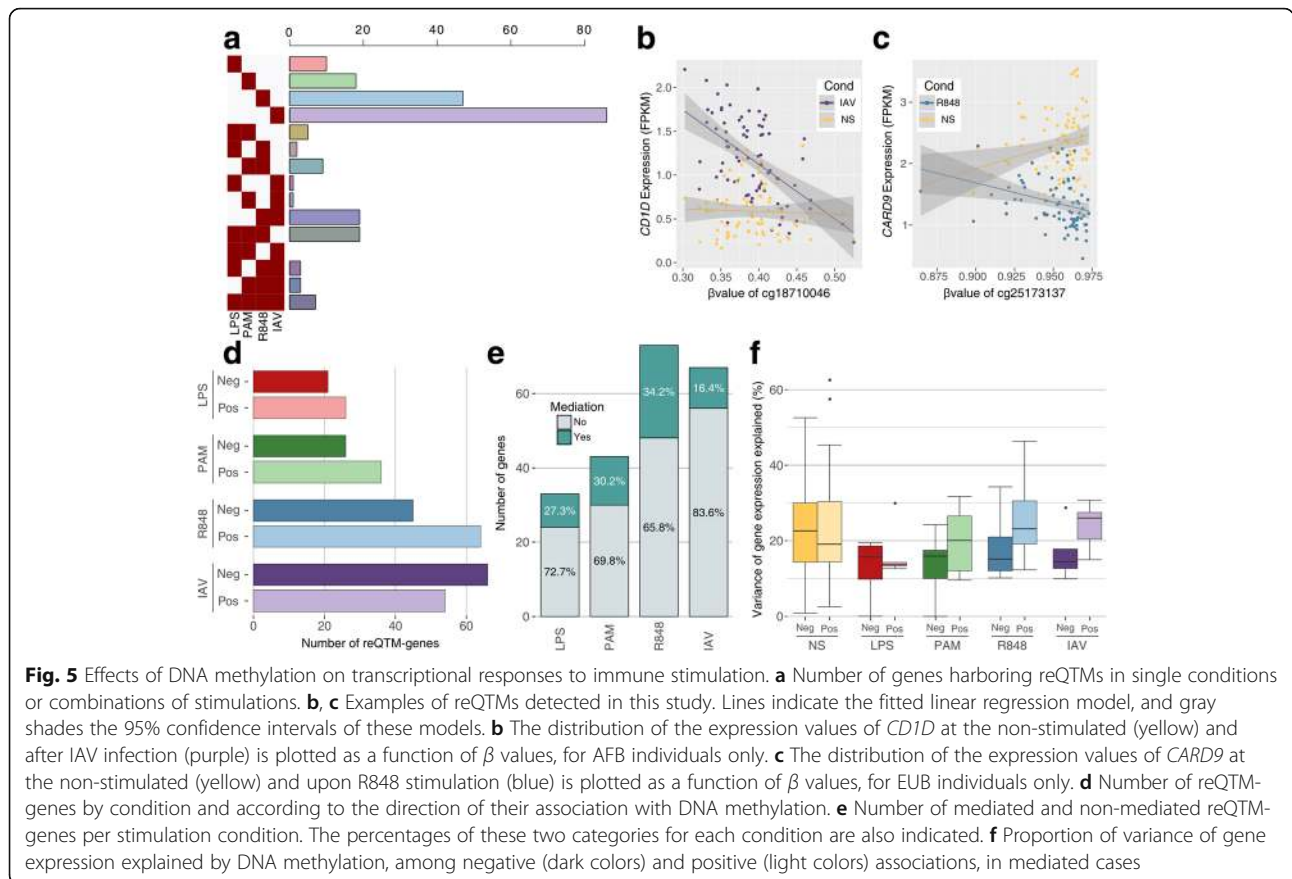 a
0 20 40 60 80
LPS
PAM
R848
IAV
b
CD1D Expression (FPKM)
2.0
1.5
1.0
0.5
0.0
Cond
IAV
NS
0.30 0.35 0.40 0.45 0.50
βvalue of cg18710046
c
CARD9 Expression (FPKM)
3
2
1
Cond
R848
NS
0.875 0.900 0.925 0.950 0.975
βvalue of cg25173137
d
LPS
Neg
Pos
PAM
Neg
Pos
R848
Neg
Pos
IAV
Neg
Pos
0 20 40 60
Number of reQTM-genes
e
Number of genes
60
40
20
0
Mediation
No
Yes
27.3%
72.7%
30.2%
69.8%
34.2%
65.8%
16.4%
83.6%
LPS
PAM
R848
IAV
f
Variance of gene expression explained (%)
60
40
20
0
Neg Pos Neg Pos Neg Pos Neg Pos Neg Pos
NS LPS PAM R848 IAV
Fig. 5 Effects of DNA methylation on transcriptional responses to immune stimulation. a Number of genes harboring reQTMs in single conditions
or combinations of stimulations. b, c Examples of reQTMs detected in this study. Lines indicate the fitted linear regression model, and gray
shades the 95% confidence intervals of these models. b The distribution of the expression values of CD1D at the non-stimulated (yellow) and
after IAV infection (purple) is plotted as a function of β values, for AFB individuals only. c The distribution of the expression values of CARD9 at
the non-stimulated (yellow) and upon R848 stimulation (blue) is plotted as a function of β values, for EUB individuals only. d Number of reQTM-
genes by condition and according to the direction of their association with DNA methylation. e Number of mediated and non-mediated reQTM-
genes per stimulation condition. The percentages of these two categories for each condition are also indicated. f Proportion of variance of gene
expression explained by DNA methylation, among negative (dark colors) and positive (light colors) associations, in mediated cases